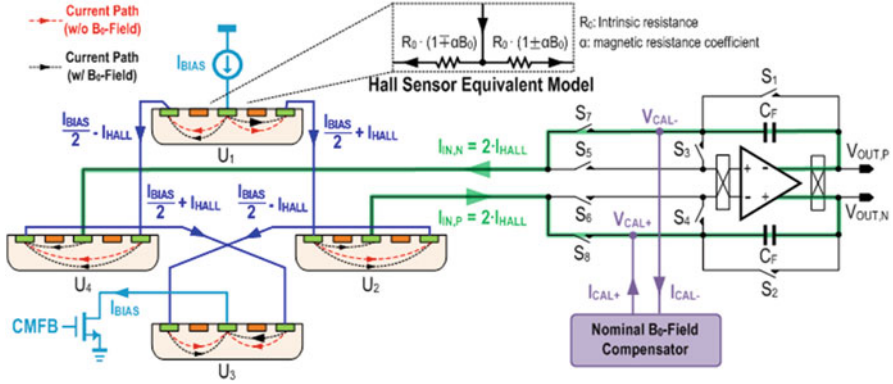 Current Path
(w/o B₀-Field)
Current Path
(w/ B₀-Field)
I_BIAS
R₀ · (1∓αB₀) R₀ · (1±αB₀)
Hall Sensor Equivalent Model
R₀: Intrinsic resistance
α: magnetic resistance coefficient
I_BIAS/2 - I_HALL
I_BIAS/2 + I_HALL
U₁
I_IN,N = 2·I_HALL
I_IN,P = 2·I_HALL
I_BIAS/2 + I_HALL
I_BIAS/2 - I_HALL
U₄
U₂
I_BIAS
CMFB
U₃
S₇
S₅
S₆
S₈
V_CAL-
V_CAL+
S₁
C_F
S₃
S₄
+ -
- +
V_OUT,P
V_OUT,N
C_F
S₂
I_CAL+
I_CAL-
Nominal B₀-Field
Compensator